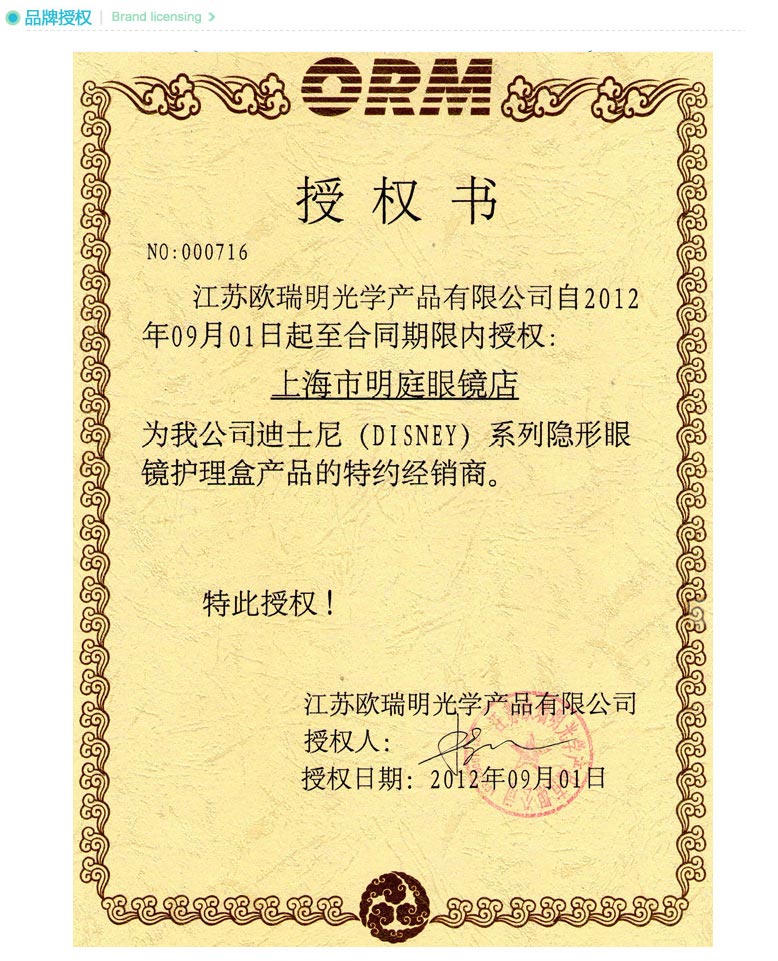 品牌授权 | Brand licensing
ORM
授权书
NO:000716
江苏欧瑞明光学产品有限公司自2012
年09月01日起至合同期限内授权:
上海市明庭眼镜店
为我公司迪士尼 (DISNEY) 系列隐形眼
镜护理盒产品的特约经销商。
特此授权!
江苏欧瑞明光学产品有限公司
授权人:
授权日期: 2012年09月01日